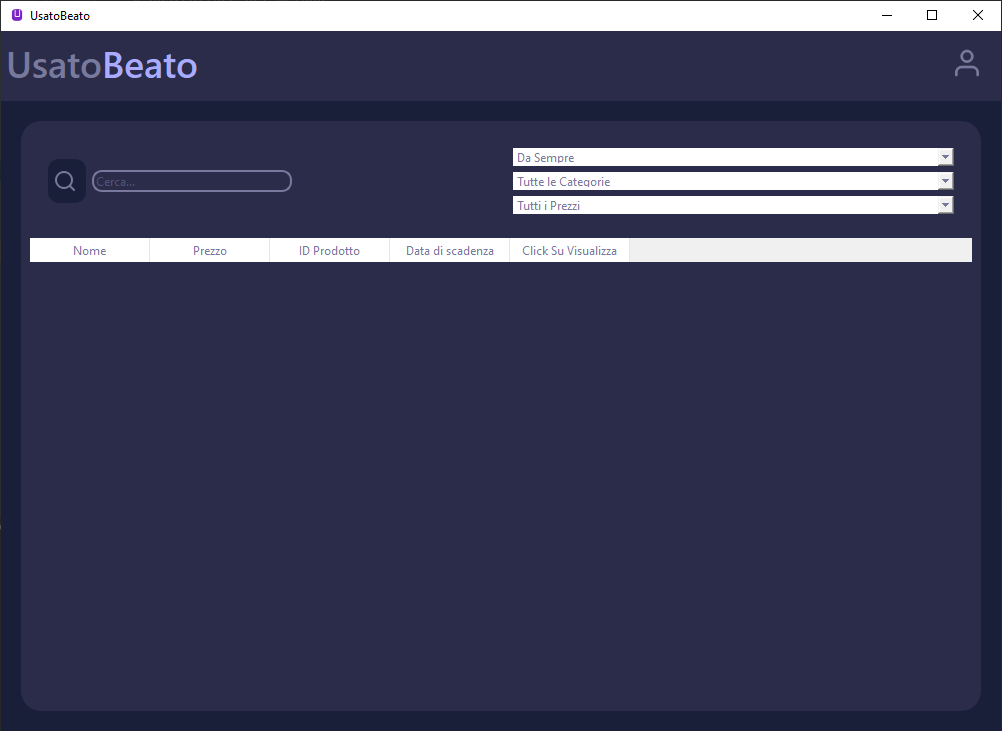 UsatoBeato
UsatoBeato
Cerca...
Da Sempre
Tutte le Categorie
Tutti i Prezzi
Nome Prezzo ID Prodotto Data di scadenza Click Su Visualizza